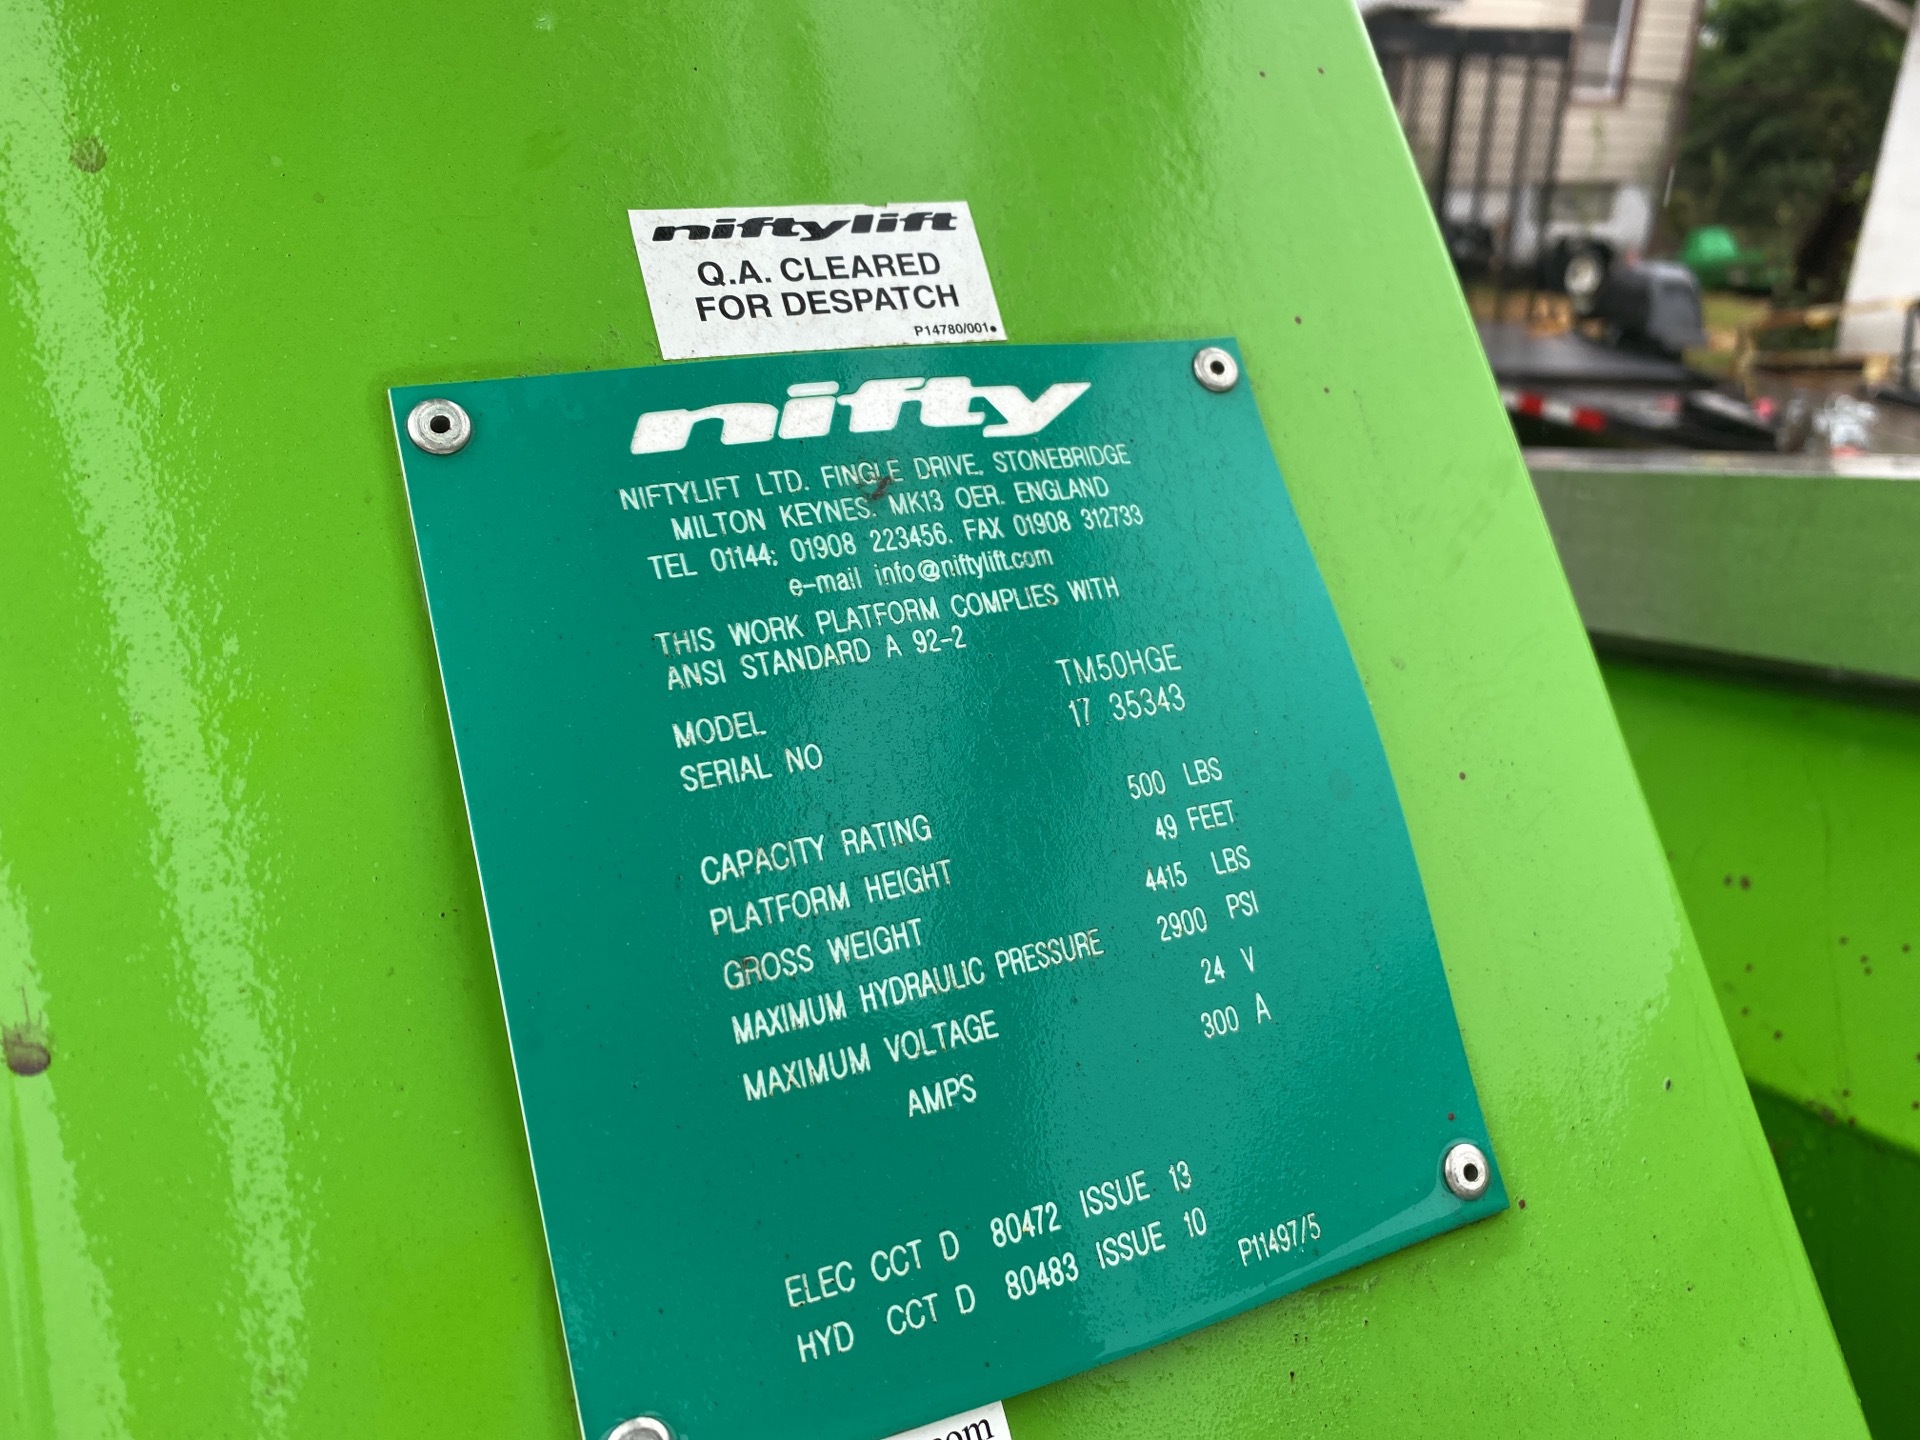 niftylift
Q.A. CLEARED
FOR DESPATCH
P14780/001
nifty
NIFTYLIFT LTD. FINGLE DRIVE. STONEBRIDGE
MILTON KEYNES. MK13 OER. ENGLAND
TEL 01144: 01908 223456. FAX 01908 312733
e-mail info@niftylift.com
THIS WORK PLATFORM COMPLIES WITH
ANSI STANDARD A 92-2
MODEL TM50HGE
SERIAL NO 17 35343
CAPACITY RATING 500 LBS
PLATFORM HEIGHT 49 FEET
GROSS WEIGHT 4415 LBS
MAXIMUM HYDRAULIC PRESSURE 2900 PSI
MAXIMUM VOLTAGE 24 V
AMPS 300 A
ELEC CCT D 80472 ISSUE 13
HYD CCT D 80483 ISSUE 10
P11497/5